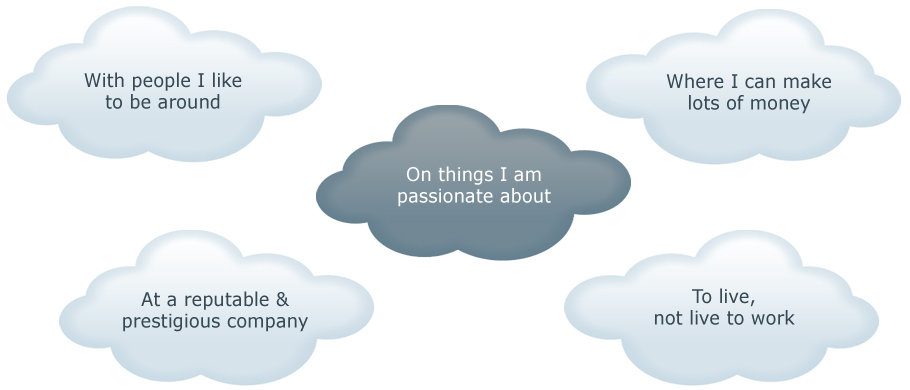 With people I like
to be around
Where I can make
lots of money
On things I am
passionate about
At a reputable &
prestigious company
To live,
not live to work